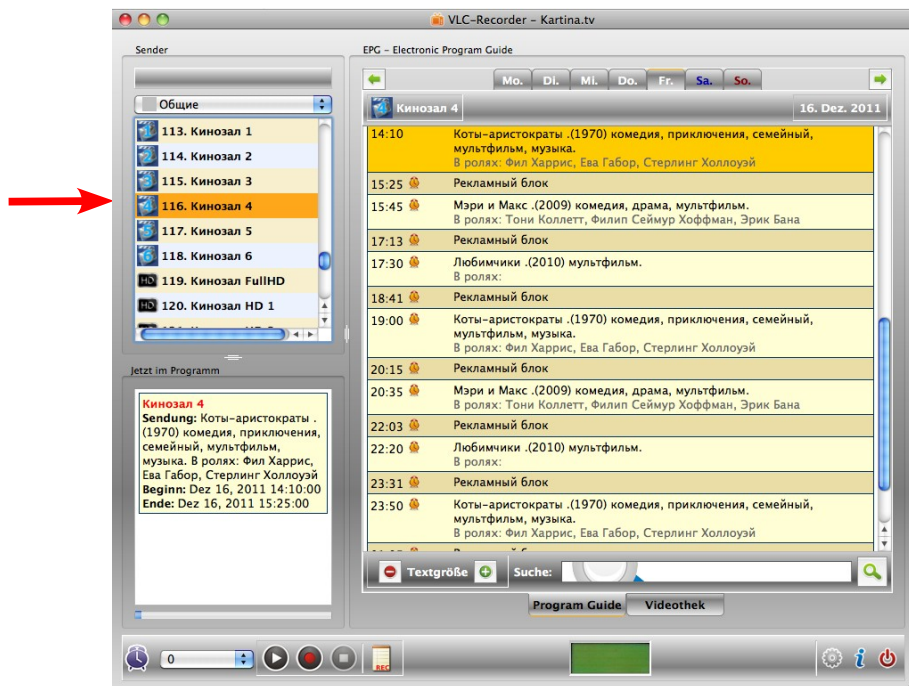 VLC-Recorder - Kartina.tv
Sender
Общие
113. Кинозал 1
114. Кинозал 2
115. Кинозал 3
116. Кинозал 4
117. Кинозал 5
118. Кинозал 6
HD 119. Кинозал FullHD
HD 120. Кинозал HD 1
Jetzt im Programm
Кинозал 4
Sendung: Коты-аристократы .
(1970) комедия, приключения,
семейный, мультфильм,
музыка. В ролях: Фил Харрис,
Ева Габор, Стерлинг Холлоуэй
Beginn: Dez 16, 2011 14:10:00
Ende: Dez 16, 2011 15:25:00
EPG - Electronic Program Guide
Mo. Di. Mi. Do. Fr. Sa. So.
Кинозал 4 16. Dez. 2011
14:10 Коты-аристократы .(1970) комедия, приключения, семейный,
мультфильм, музыка.
В ролях: Фил Харрис, Ева Габор, Стерлинг Холлоуэй
15:25 Рекламный блок
15:45 Мэри и Макс .(2009) комедия, драма, мультфильм.
В ролях: Тони Коллетт, Филип Сеймур Хоффман, Эрик Бана
17:13 Рекламный блок
17:30 Любимчики .(2010) мультфильм.
В ролях:
18:41 Рекламный блок
19:00 Коты-аристократы .(1970) комедия, приключения, семейный,
мультфильм, музыка.
В ролях: Фил Харрис, Ева Габор, Стерлинг Холлоуэй
20:15 Рекламный блок
20:35 Мэри и Макс .(2009) комедия, драма, мультфильм.
В ролях: Тони Коллетт, Филип Сеймур Хоффман, Эрик Бана
22:03 Рекламный блок
22:20 Любимчики .(2010) мультфильм.
В ролях:
23:31 Рекламный блок
23:50 Коты-аристократы .(1970) комедия, приключения, семейный,
мультфильм, музыка.
В ролях: Фил Харрис, Ева Габор, Стерлинг Холлоуэй
Textgröße Suche:
Program Guide Videothek
0
REC